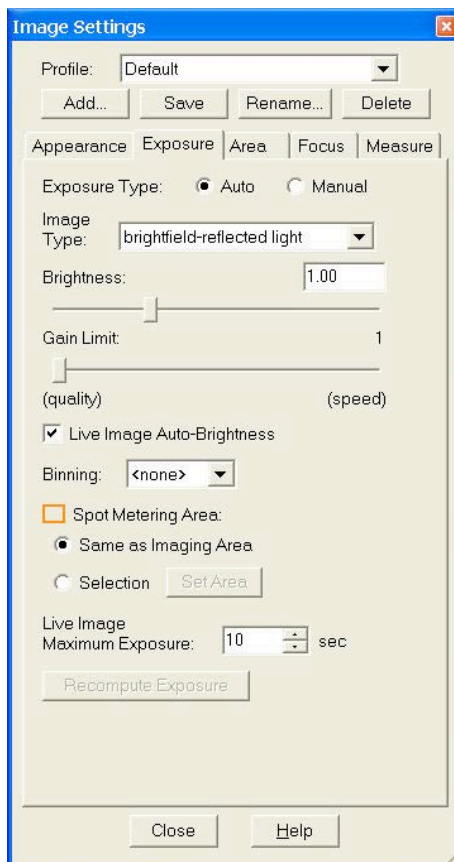 Image Settings
Profile: Default
Add... Save Rename... Delete
Appearance Exposure Area Focus Measure
Exposure Type: Auto Manual
Image
Type: brightfield-reflected light
Brightness: 1.00
Gain Limit: 1
(quality) (speed)
Live Image Auto-Brightness
Binning: <none>
Spot Metering Area:
Same as Imaging Area
Selection Set Area
Live Image
Maximum Exposure: 10 sec
Recompute Exposure
Close Help